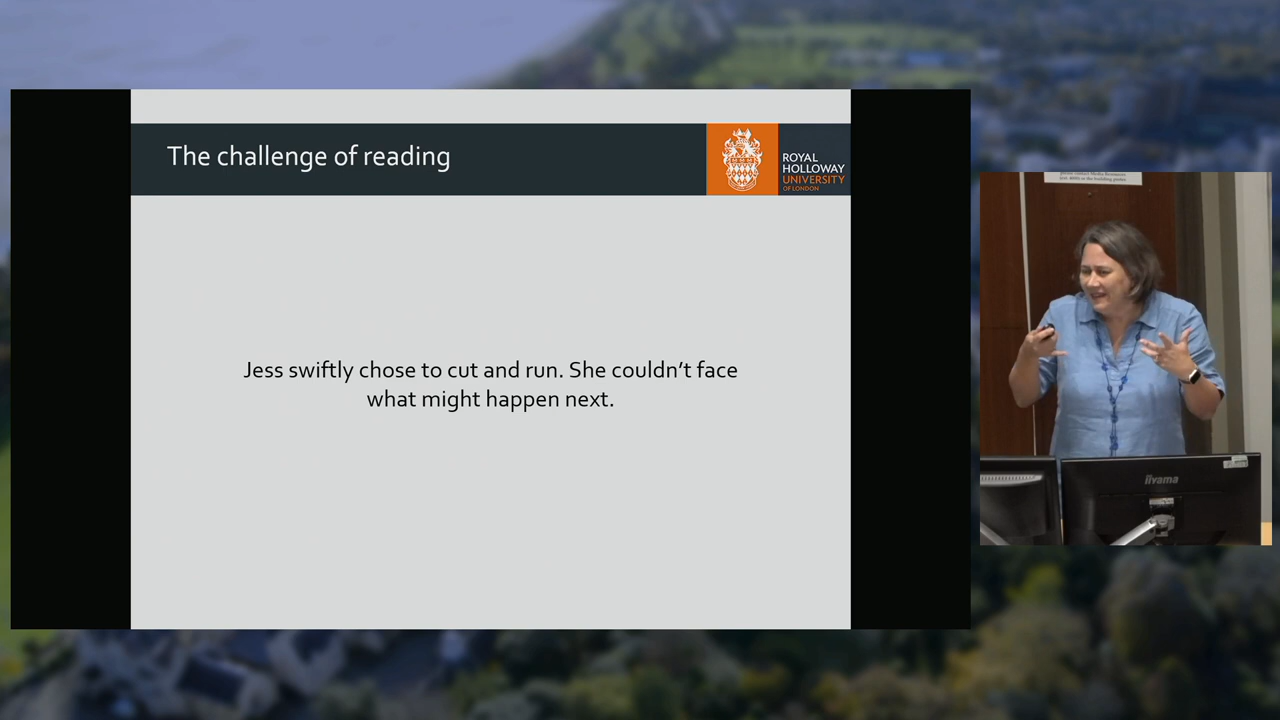 The challenge of reading
ROYAL
HOLLOWAY
UNIVERSITY
OF LONDON
Jess swiftly chose to cut and run. She couldn't face
what might happen next.
iiyama